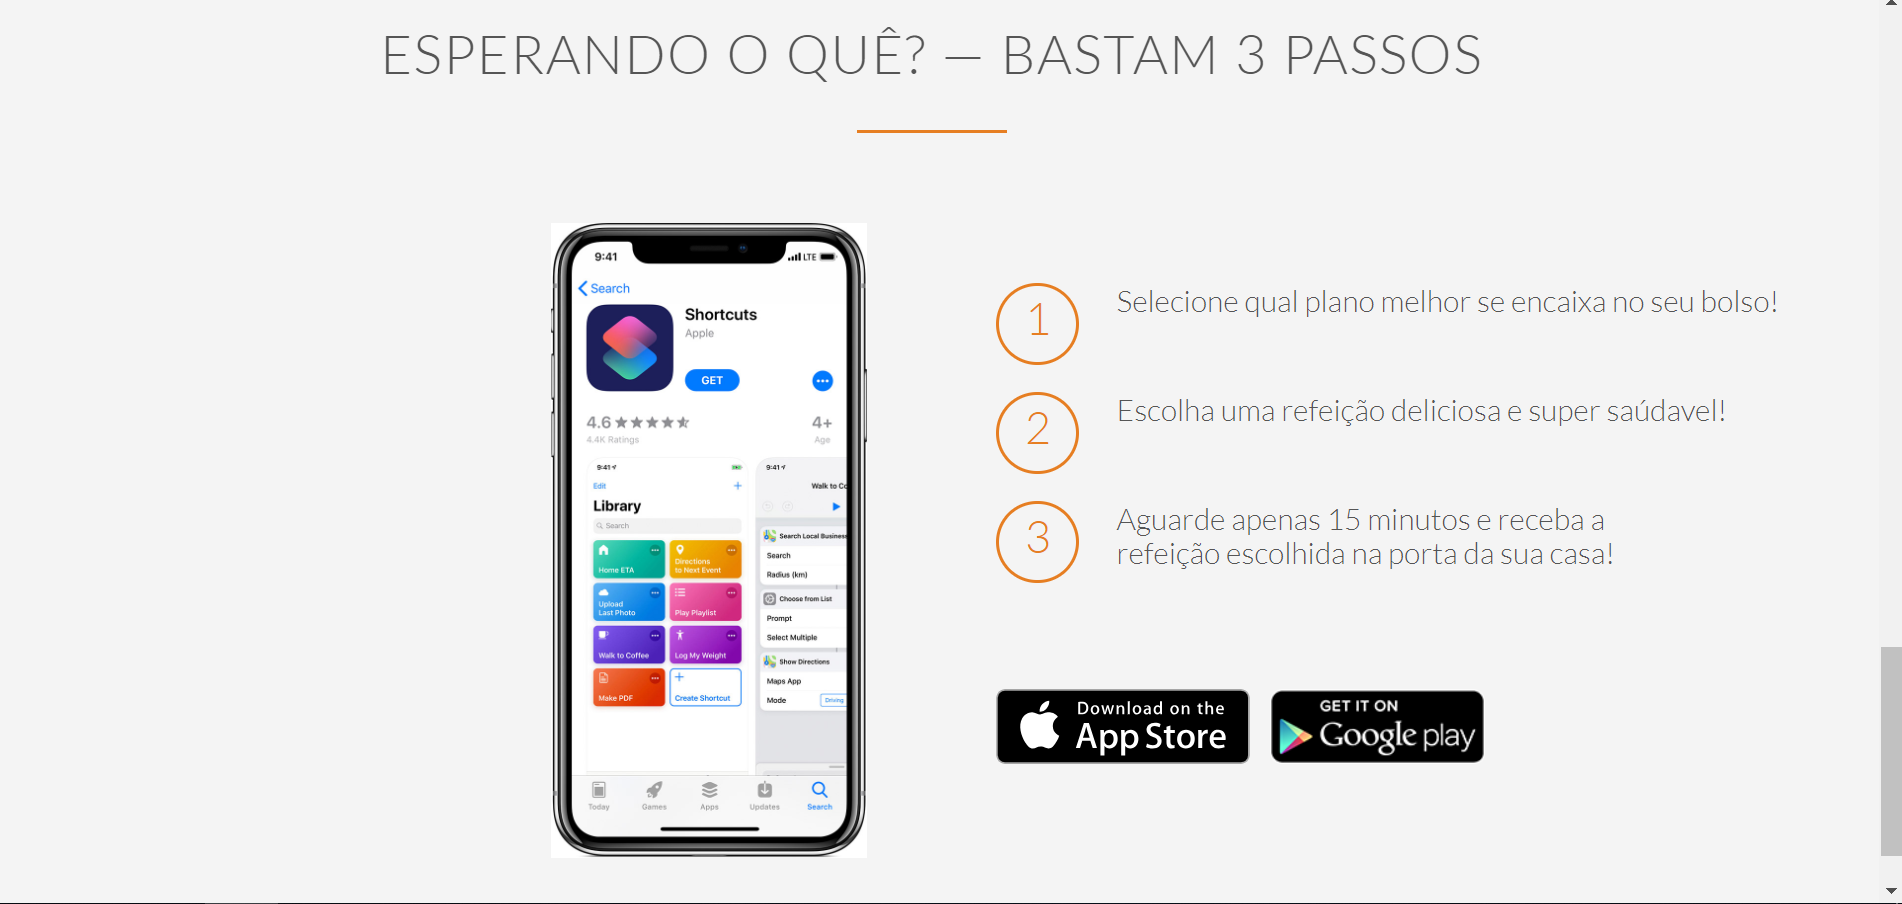 ESPERANDO O QUÊ? — BASTAM 3 PASSOS
9:41
LTE
Search
Shortcuts
Apple
GET
4.6
4+
4.4K Ratings
Age
9:41
Edit
Library
Search
Home ETA
Directions
to Next Event
Upload
Last Photo
Play Playlist
Walk to Coffee
Log My Weight
Make PDF
Create Shortcut
9:41
Walk to Co
Search Local Business
Search
Radius (km)
Choose from List
Prompt
Select Multiple
Show Directions
Maps App
Mode
Driving
Today
Games
Apps
Updates
Search
1
Selecione qual plano melhor se encaixa no seu bolso!
2
Escolha uma refeição deliciosa e super saúdavel!
3
Aguarde apenas 15 minutos e receba a
refeição escolhida na porta da sua casa!
Download on the
App Store
GET IT ON
Google play